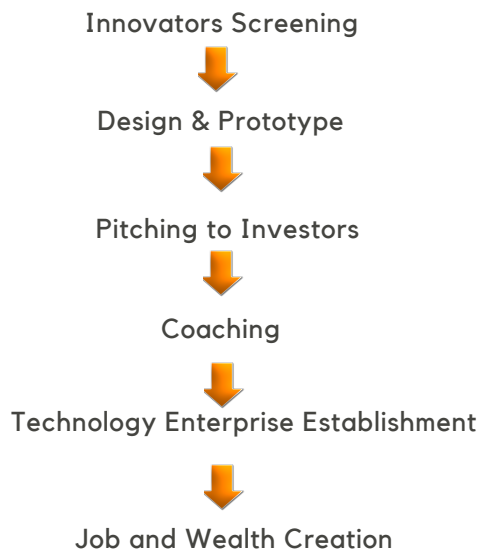 Innovators Screening
Design & Prototype
Pitching to Investors
Coaching
Technology Enterprise Establishment
Job and Wealth Creation